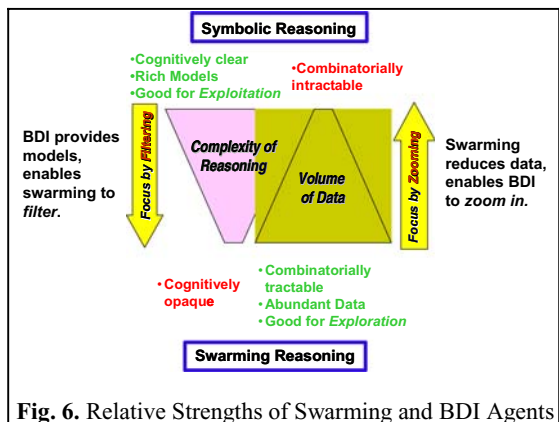 Symbolic Reasoning
•Cognitively clear
•Rich Models
•Good for Exploitation
•Combinatorially
intractable
BDI provides
models,
enables
swarming to
filter.
Focus by Filtering
Complexity of
Reasoning
Volume
of Data
Focus by Zooming
Swarming
reduces data,
enables BDI
to zoom in.
•Cognitively
opaque
•Combinatorially
tractable
•Abundant Data
•Good for Exploration
Swarming Reasoning
Fig. 6. Relative Strengths of Swarming and BDI Agents